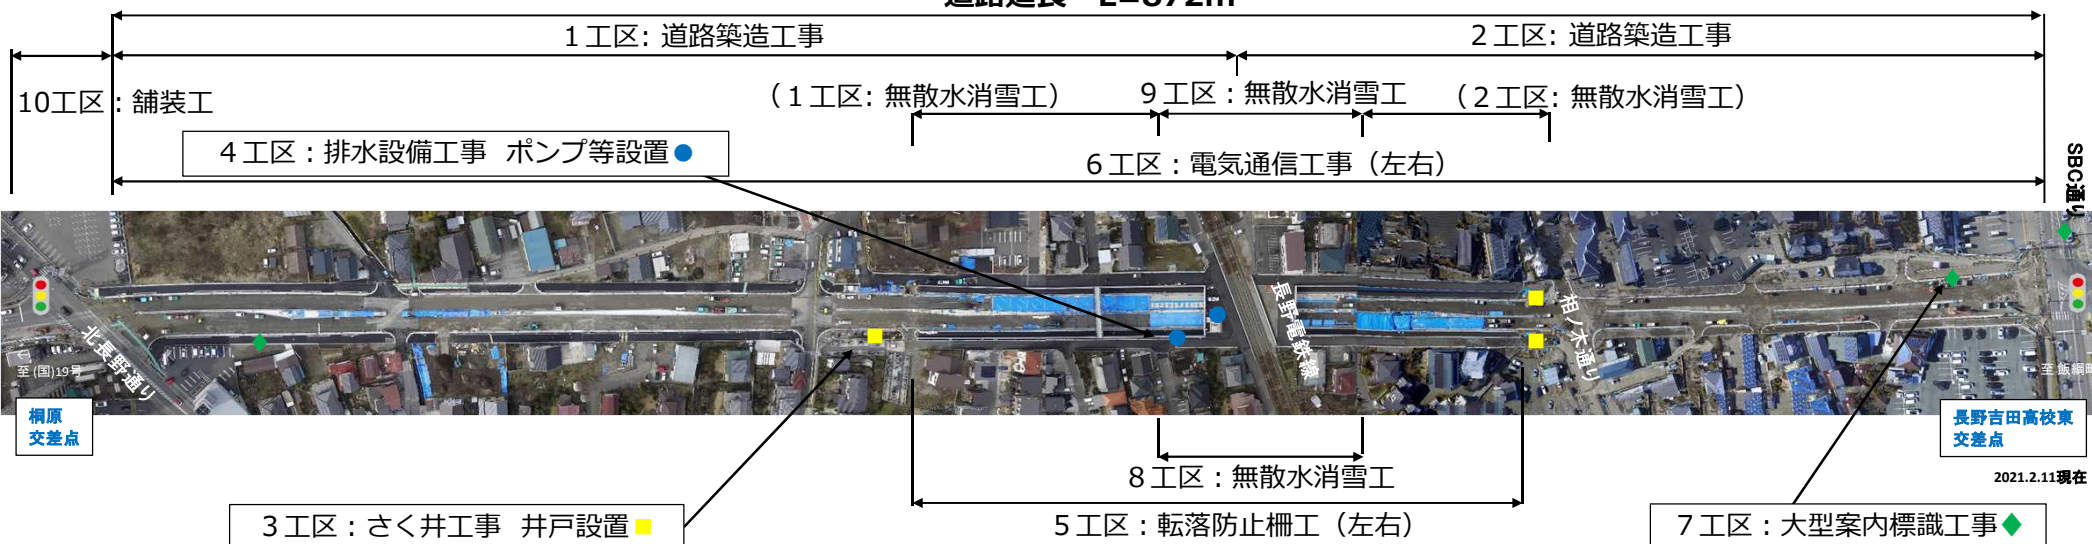 道路延長 L=872m
1工区: 道路築造工事
2工区: 道路築造工事
10工区：舗装工
（1工区: 無散水消雪工）
9工区：無散水消雪工
（2工区: 無散水消雪工）
4工区：排水設備工事 ポンプ等設置
6工区：電気通信工事（左右）
SBC通り
北長野通り
至(国)19号
長野電鉄線
相ノ木通り
至飯綱町
桐原
交差点
長野吉田高校東
交差点
2021.2.11現在
8工区：無散水消雪工
3工区：さく井工事 井戸設置
5工区：転落防止柵工（左右）
7工区：大型案内標識工事